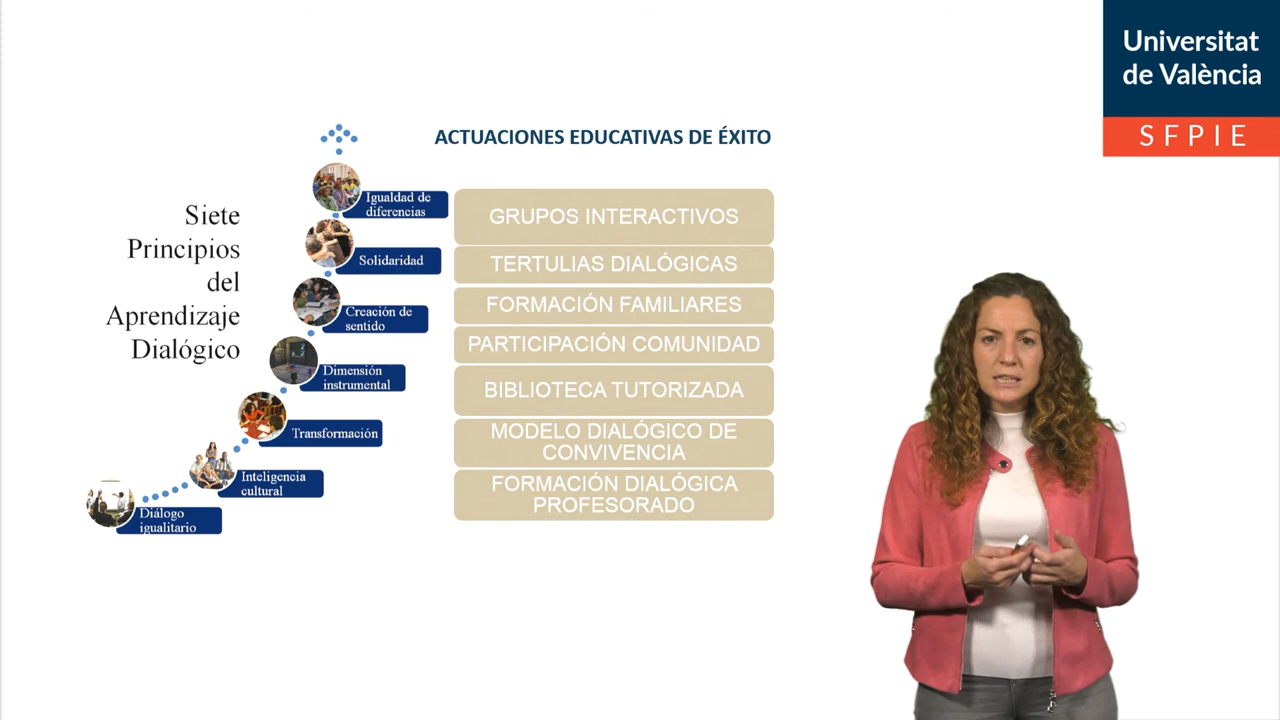 Universitat
de València
SFPIE
ACTUACIONES EDUCATIVAS DE ÉXITO
Siete
Principios
del
Aprendizaje
Dialógico
Igualdad de
diferencias
Solidaridad
Creación de
sentido
Dimensión
instrumental
Transformación
Inteligencia
cultural
Diálogo
igualitario
GRUPOS INTERACTIVOS
TERTULIAS DIALÓGICAS
FORMACIÓN FAMILIARES
PARTICIPACIÓN COMUNIDAD
BIBLIOTECA TUTORIZADA
MODELO DIALÓGICO DE
CONVIVENCIA
FORMACIÓN DIALÓGICA
PROFESORADO